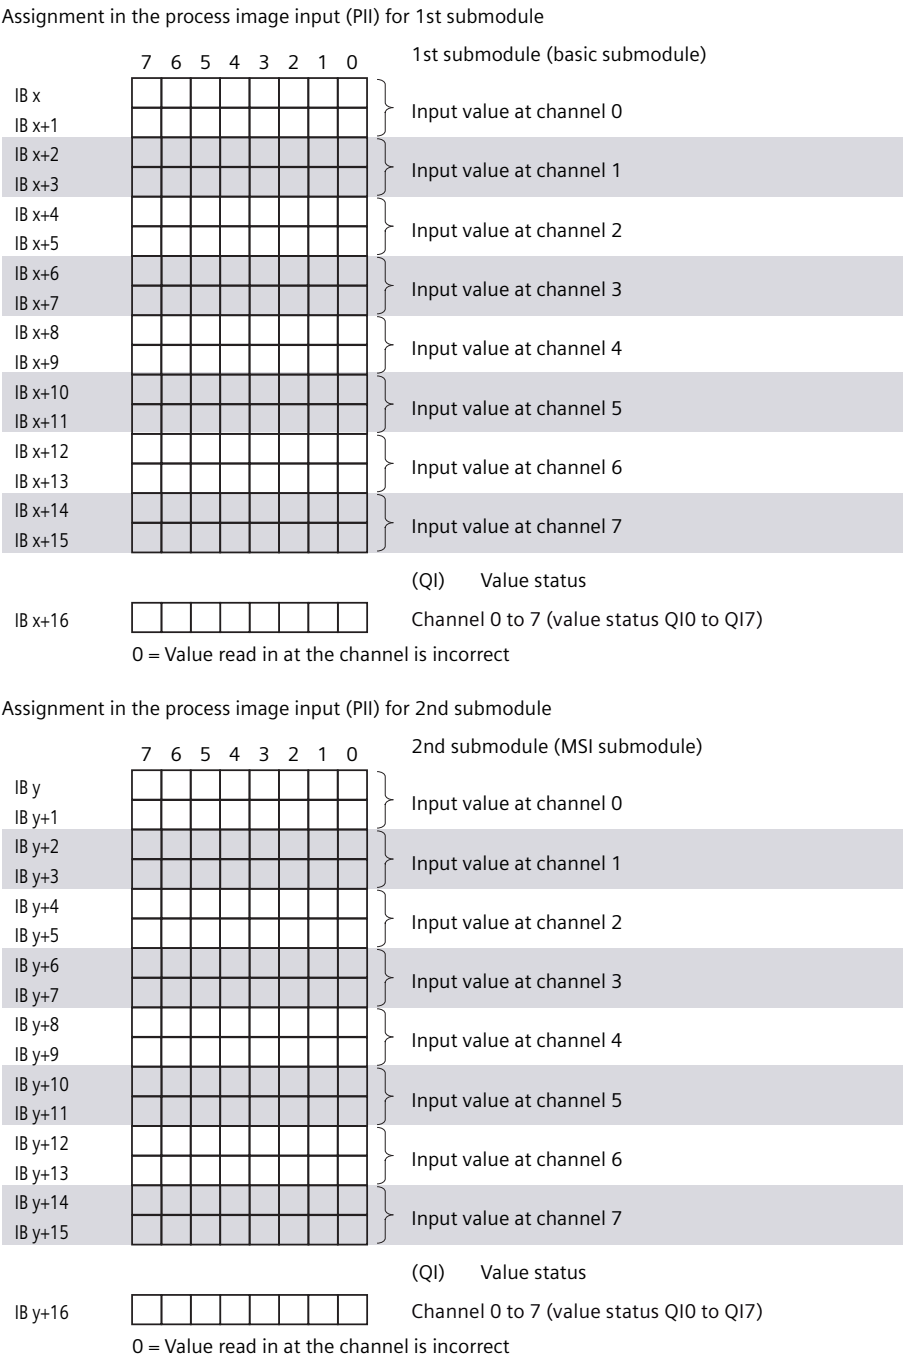 Assignment in the process image input (PII) for 1st submodule
7 6 5 4 3 2 1 0
1st submodule (basic submodule)
IB x
Input value at channel 0
IB x+1
IB x+2
Input value at channel 1
IB x+3
IB x+4
Input value at channel 2
IB x+5
IB x+6
Input value at channel 3
IB x+7
IB x+8
Input value at channel 4
IB x+9
IB x+10
Input value at channel 5
IB x+11
IB x+12
Input value at channel 6
IB x+13
IB x+14
Input value at channel 7
IB x+15
(QI) Value status
IB x+16 Channel 0 to 7 (value status QI0 to QI7)
0 = Value read in at the channel is incorrect
Assignment in the process image input (PII) for 2nd submodule
7 6 5 4 3 2 1 0
2nd submodule (MSI submodule)
IB y
Input value at channel 0
IB y+1
IB y+2
Input value at channel 1
IB y+3
IB y+4
Input value at channel 2
IB y+5
IB y+6
Input value at channel 3
IB y+7
IB y+8
Input value at channel 4
IB y+9
IB y+10
Input value at channel 5
IB y+11
IB y+12
Input value at channel 6
IB y+13
IB y+14
Input value at channel 7
IB y+15
(QI) Value status
IB y+16 Channel 0 to 7 (value status QI0 to QI7)
0 = Value read in at the channel is incorrect